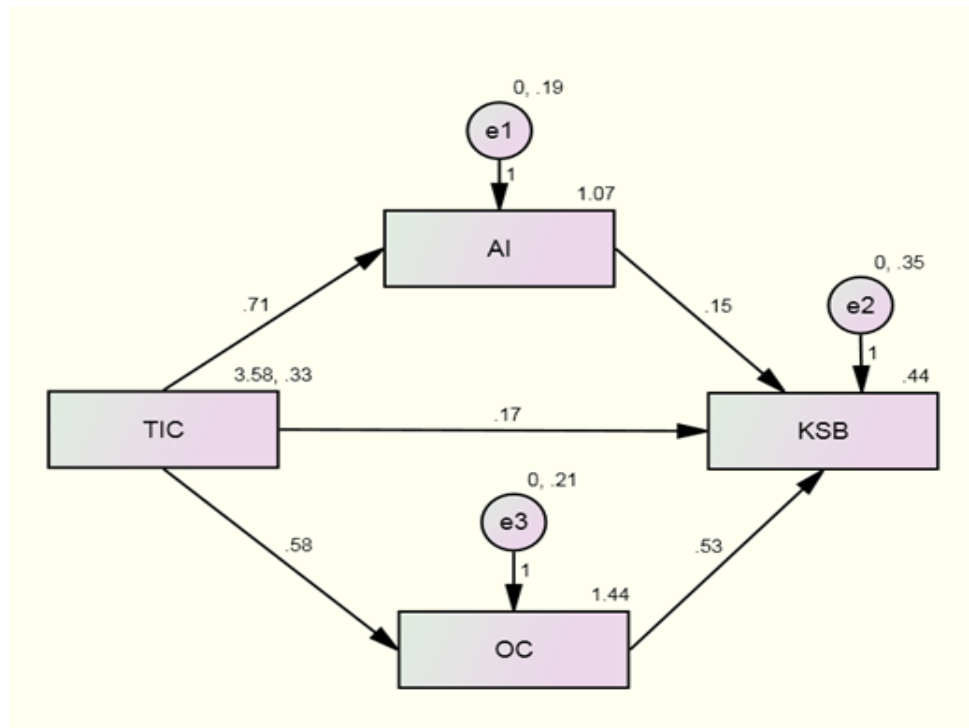 0, .19
e1
1
1.07
AI
0, .35
e2
.71
.15
1
3.58, .33
.44
TIC
.17
KSB
0, .21
e3
.58
1
.53
1.44
OC